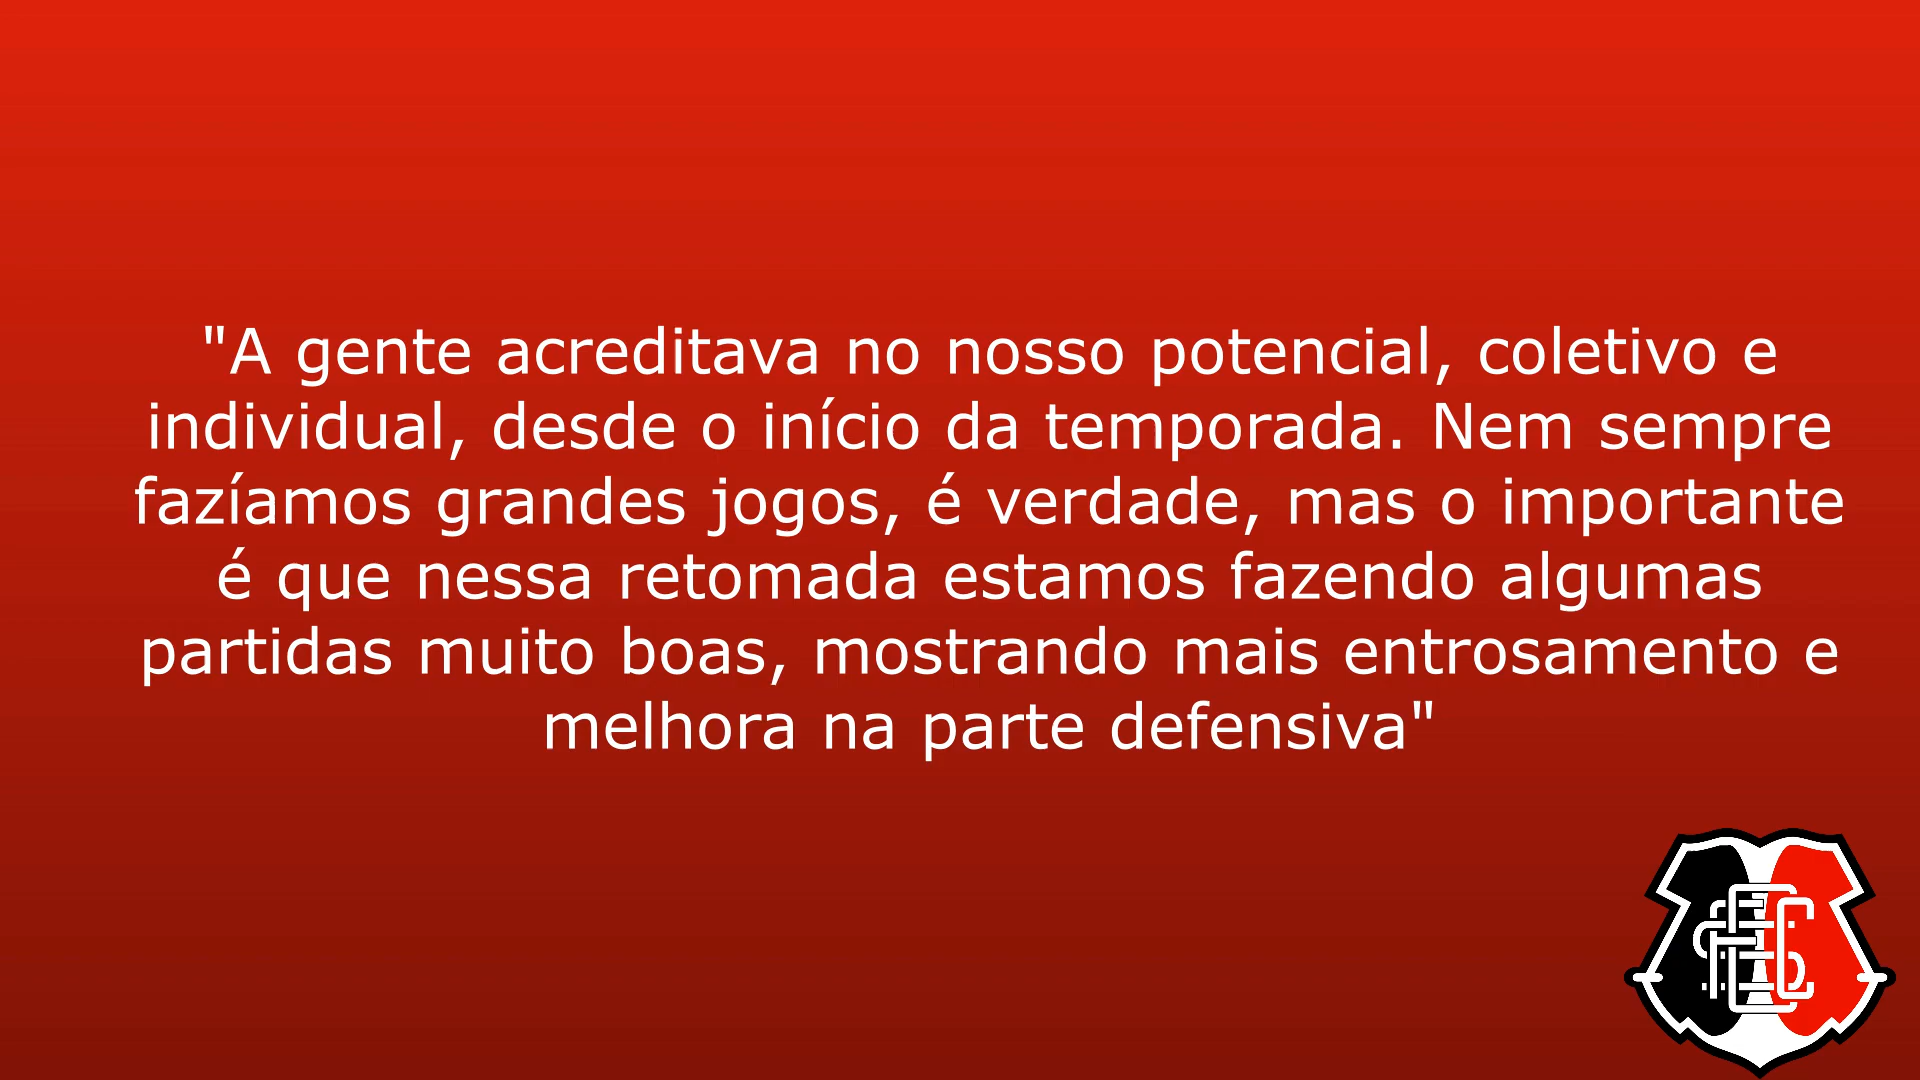 "A gente acreditava no nosso potencial, coletivo e
individual, desde o início da temporada. Nem sempre
fazíamos grandes jogos, é verdade, mas o importante
é que nessa retomada estamos fazendo algumas
partidas muito boas, mostrando mais entrosamento e
melhora na parte defensiva"